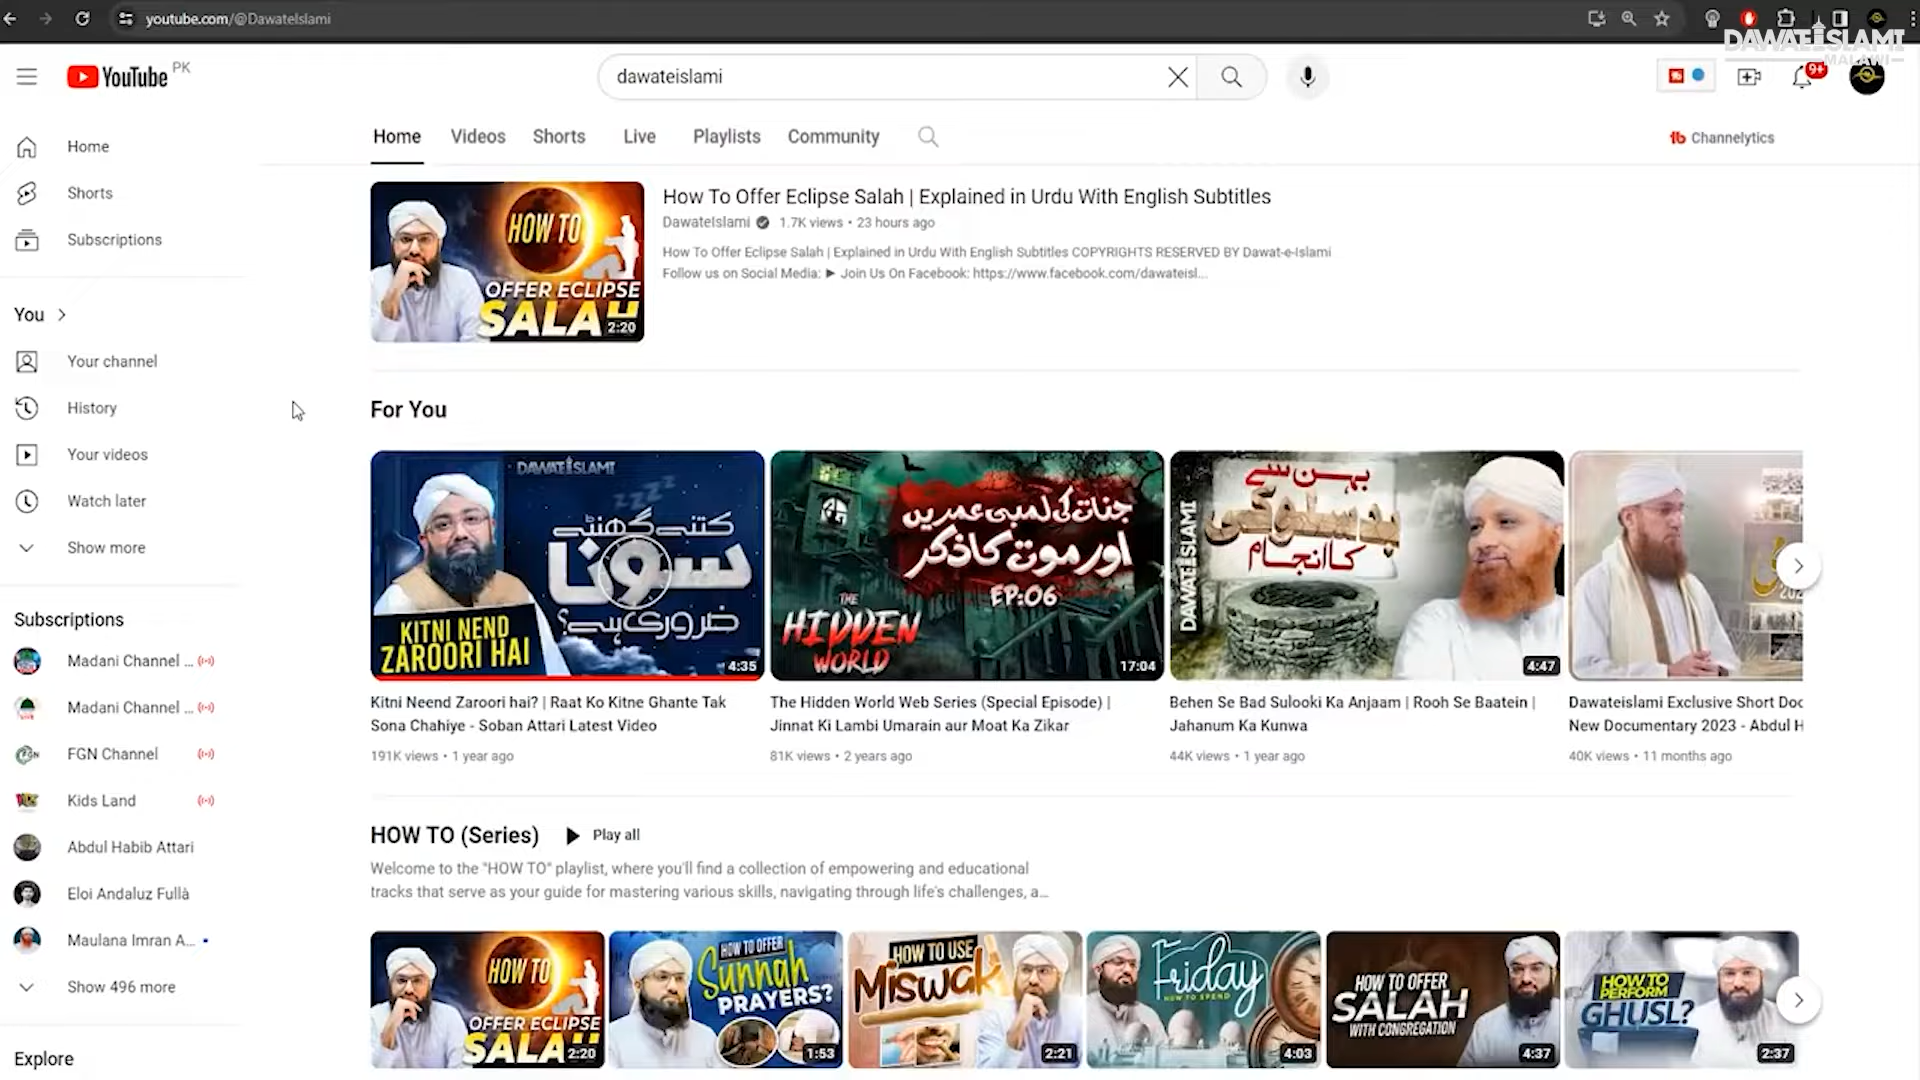 youtube.com/@DawateIslami
DAWATEISLAMI
MALAWI
YouTube PK
dawateislami
9+
Home
Shorts
Subscriptions
You
Your channel
History
Your videos
Watch later
Show more
Subscriptions
Madani Channel ...
Madani Channel ...
FGN Channel
Kids Land
Abdul Habib Attari
Eloi Andaluz Fullà
Maulana Imran A...
Show 496 more
Explore
Home Videos Shorts Live Playlists Community
Channelytics
HOW TO
OFFER ECLIPSE
SALAH
2:20
How To Offer Eclipse Salah | Explained in Urdu With English Subtitles
DawateIslami 1.7K views • 23 hours ago
How To Offer Eclipse Salah | Explained in Urdu With English Subtitles COPYRIGHTS RESERVED BY Dawat-e-Islami
Follow us on Social Media: ► Join Us On Facebook: https://www.facebook.com/dawateisl...
For You
DAWATEISLAMI
zzzz
کتنے گھنٹے
سونا
ضروری ہے؟
KITNI NEND
ZAROORI HAI
4:35
Kitni Neend Zaroori hai? | Raat Ko Kitne Ghante Tak
Sona Chahiye - Soban Attari Latest Video
191K views • 1 year ago
جنات کی لمبی عمریں
اور موت کا ذکر
EP:06
THE
HIDDEN
WORLD
17:04
The Hidden World Web Series (Special Episode) |
Jinnat Ki Lambi Umarain aur Moat Ka Zikar
81K views • 2 years ago
DAWATEISLAMI
بہن سے
بدسلوکی
کا انجام
4:47
Behen Se Bad Sulooki Ka Anjaam | Rooh Se Baatein |
Jahanum Ka Kunwa
44K views • 1 year ago
Dawateislami Exclusive Short Doc
New Documentary 2023 - Abdul H
40K views • 11 months ago
HOW TO (Series) Play all
Welcome to the "HOW TO" playlist, where you'll find a collection of empowering and educational
tracks that serve as your guide for mastering various skills, navigating through life's challenges, a...
HOW TO
OFFER ECLIPSE
SALAH
2:20
HOW TO OFFER
Sunnah
PRAYERS?
1:53
HOW TO USE
Miswak
2:21
Friday
HOW TO SPEND
4:03
HOW TO OFFER
SALAH
WITH CONGREGATION
4:37
HOW TO
PERFORM
GHUSL?
2:37